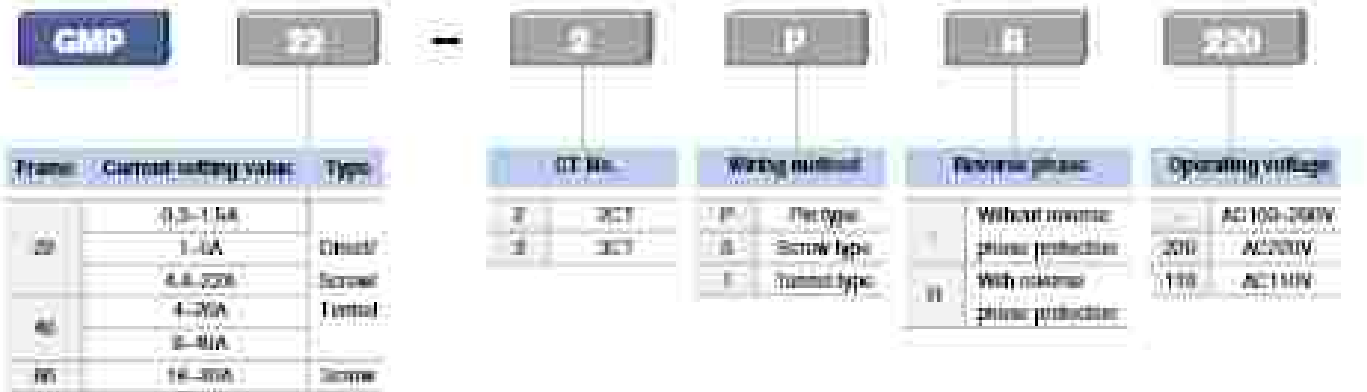 GMP 22 - 2 P R 220
Frame Current setting value Type
CT No.
Wiring method
Reverse phase
Operating voltage
22
0.3~1.5A
1~5A
4.4~22A
Direct/
Screw/
Tunnel
4~20A
8~40A
16~80A
Screw
2 2CT
3 3CT
P Pin type
S Screw type
T Tunnel type
- Without reverse
phase protection
R With reverse
phase protection
- AC100~260V
220 AC220V
110 AC110V